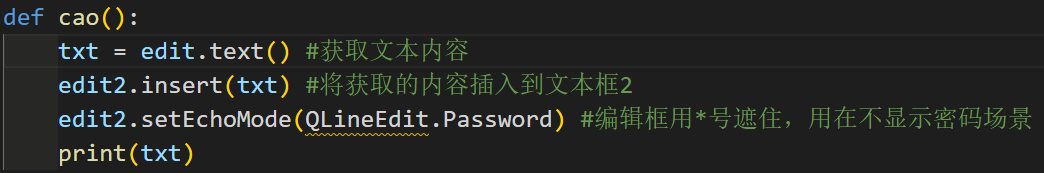 def cao():
    txt = edit.text() #获取文本内容
    edit2.insert(txt) #将获取的内容插入到文本框2
    edit2.setEchoMode(QLineEdit.Password) #编辑框用*号遮住，用在不显示密码场景
    print(txt)